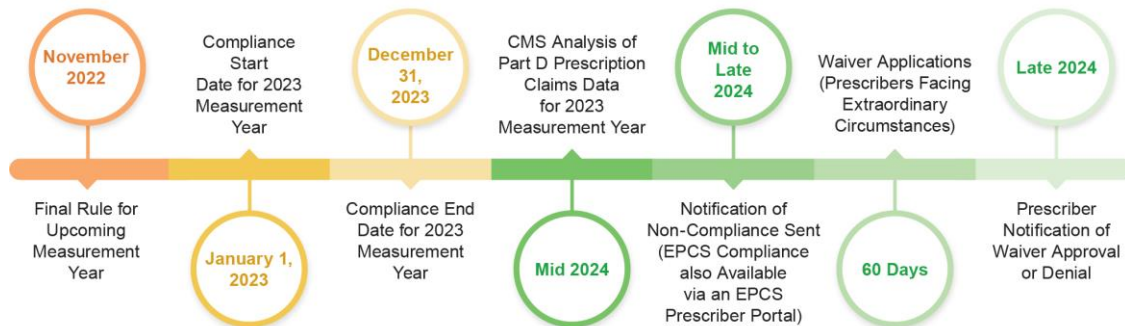 November
2022
Final Rule for
Upcoming
Measurement
Year
Compliance
Start
Date for 2023
Measurement
Year
January 1,
2023
December
31,
2023
Compliance End
Date for 2023
Measurement
Year
CMS Analysis of
Part D Prescription
Claims Data
for 2023
Measurement Year
Mid 2024
Mid to
Late
2024
Notification of
Non-Compliance Sent
(EPCS Compliance
also Available
via an EPCS
Prescriber Portal)
Waiver Applications
(Prescribers Facing
Extraordinary
Circumstances)
60 Days
Late 2024
Prescriber
Notification of
Waiver Approval
or Denial